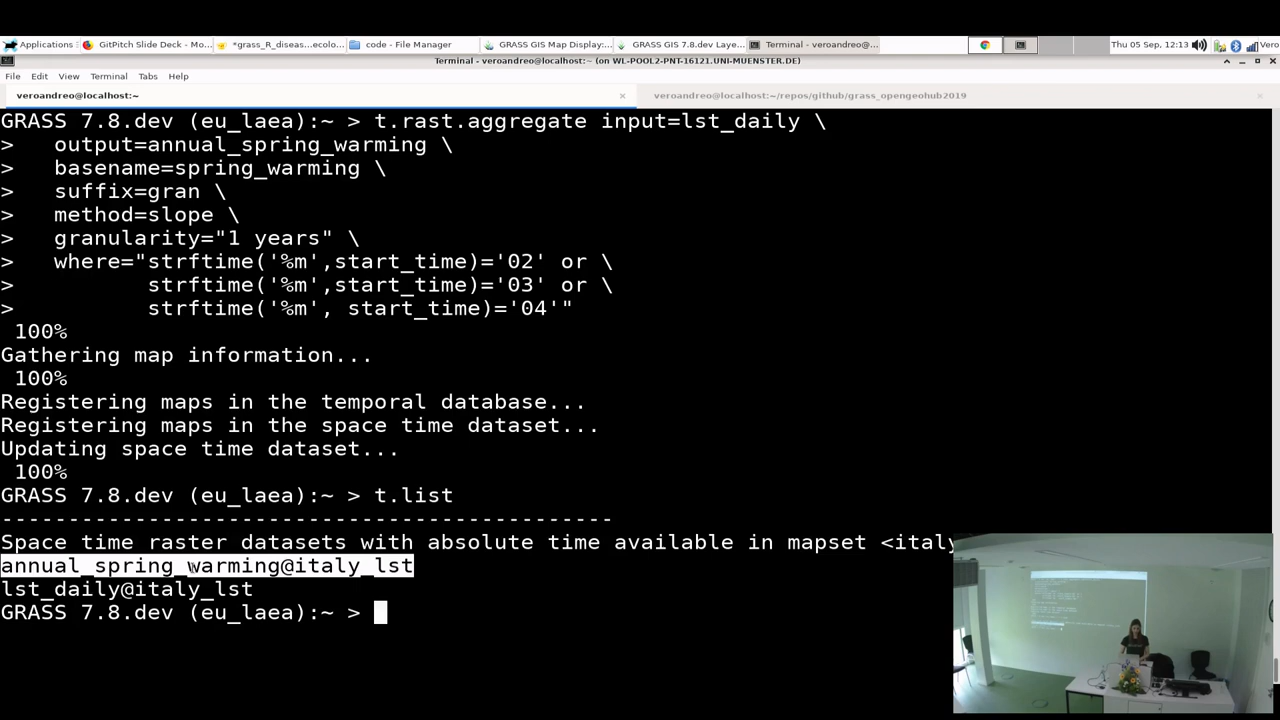 Applications
GitPitch Slide Deck - Mo...
*grass_R_diseas...ecolo...
code - File Manager
GRASS GIS Map Display:...
GRASS GIS 7.8.dev Laye...
Terminal - veroandreo@...
Thu 05 Sep, 12:13
Vero
Terminal - veroandreo@localhost:~ (on WL-POOL2-PNT-16121.UNI-MUENSTER.DE)
File Edit View Terminal Tabs Help
veroandreo@localhost:~
veroandreo@localhost:~/repos/github/grass_opengeohub2019
GRASS 7.8.dev (eu_laea):~ > t.rast.aggregate input=lst_daily \
> output=annual_spring_warming \
> basename=spring_warming \
> suffix=gran \
> method=slope \
> granularity="1 years" \
> where="strftime('%m',start_time)='02' or \
> strftime('%m',start_time)='03' or \
> strftime('%m', start_time)='04'"
100%
Gathering map information...
100%
Registering maps in the temporal database...
Registering maps in the space time dataset...
Updating space time dataset...
100%
GRASS 7.8.dev (eu_laea):~ > t.list
----------------------------------------------
Space time raster datasets with absolute time available in mapset <italy
annual_spring_warming@italy_lst
lst_daily@italy_lst
GRASS 7.8.dev (eu_laea):~ >